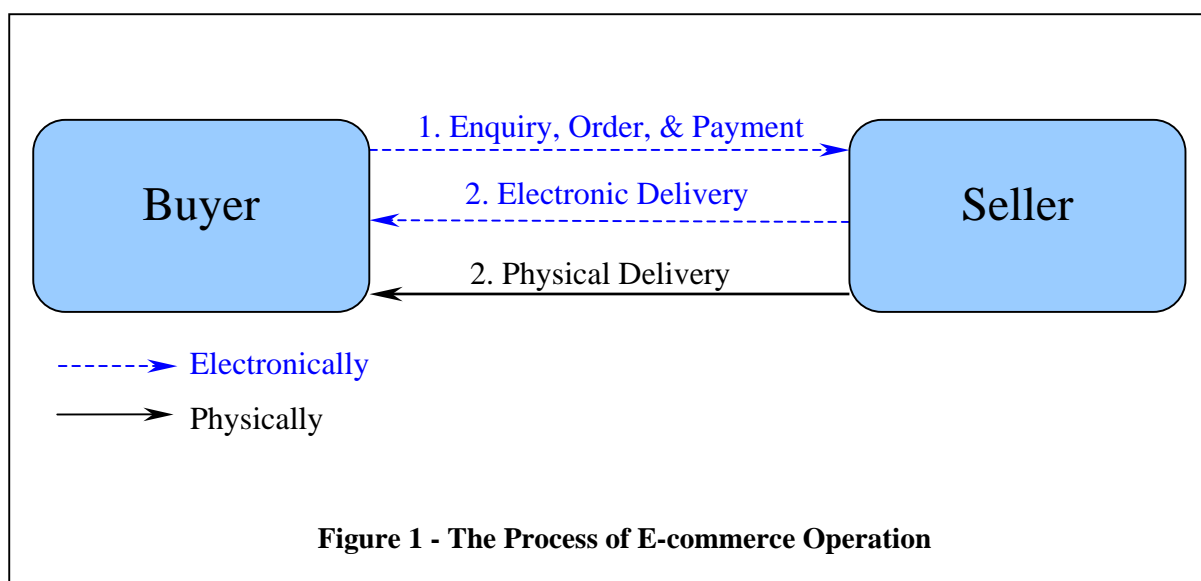 1. Enquiry, Order, & Payment
Buyer
2. Electronic Delivery
Seller
2. Physical Delivery
Electronically
Physically
Figure 1 - The Process of E-commerce Operation